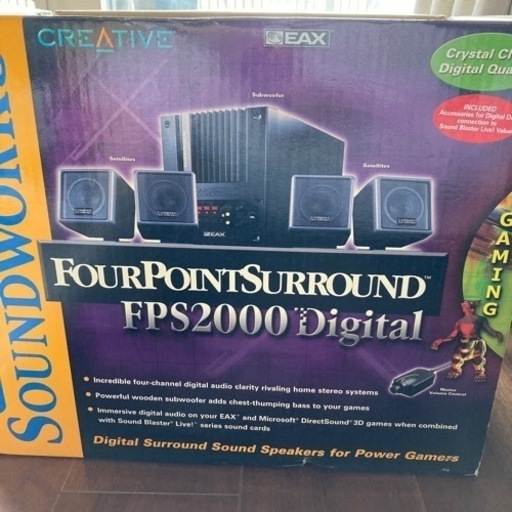 CREATIVE
EAX
Crystal
Digital
INCLUDED
Accessories for Digital
connection to
Sound Blaster Live! Value
Subwoofer
Satellites
Satellites
EAX
SOUNDWORKS
FOURPOINTSURROUND™
FPS2000 Digital
GAMING
Master
Volume Control
• Incredible four-channel digital audio clarity rivaling home stereo systems
• Powerful wooden subwoofer adds chest-thumping bass to your games
• Immersive digital audio on your EAX™ and Microsoft® DirectSound® 3D games when combined
with Sound Blaster® Live!™ series sound cards
Digital Surround Sound Speakers for Power Gamers